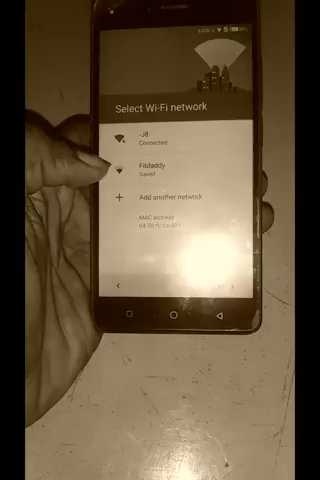 Select Wi-Fi network
-J8
Connected
Fitdaddy
Saved
Add another network
MAC address